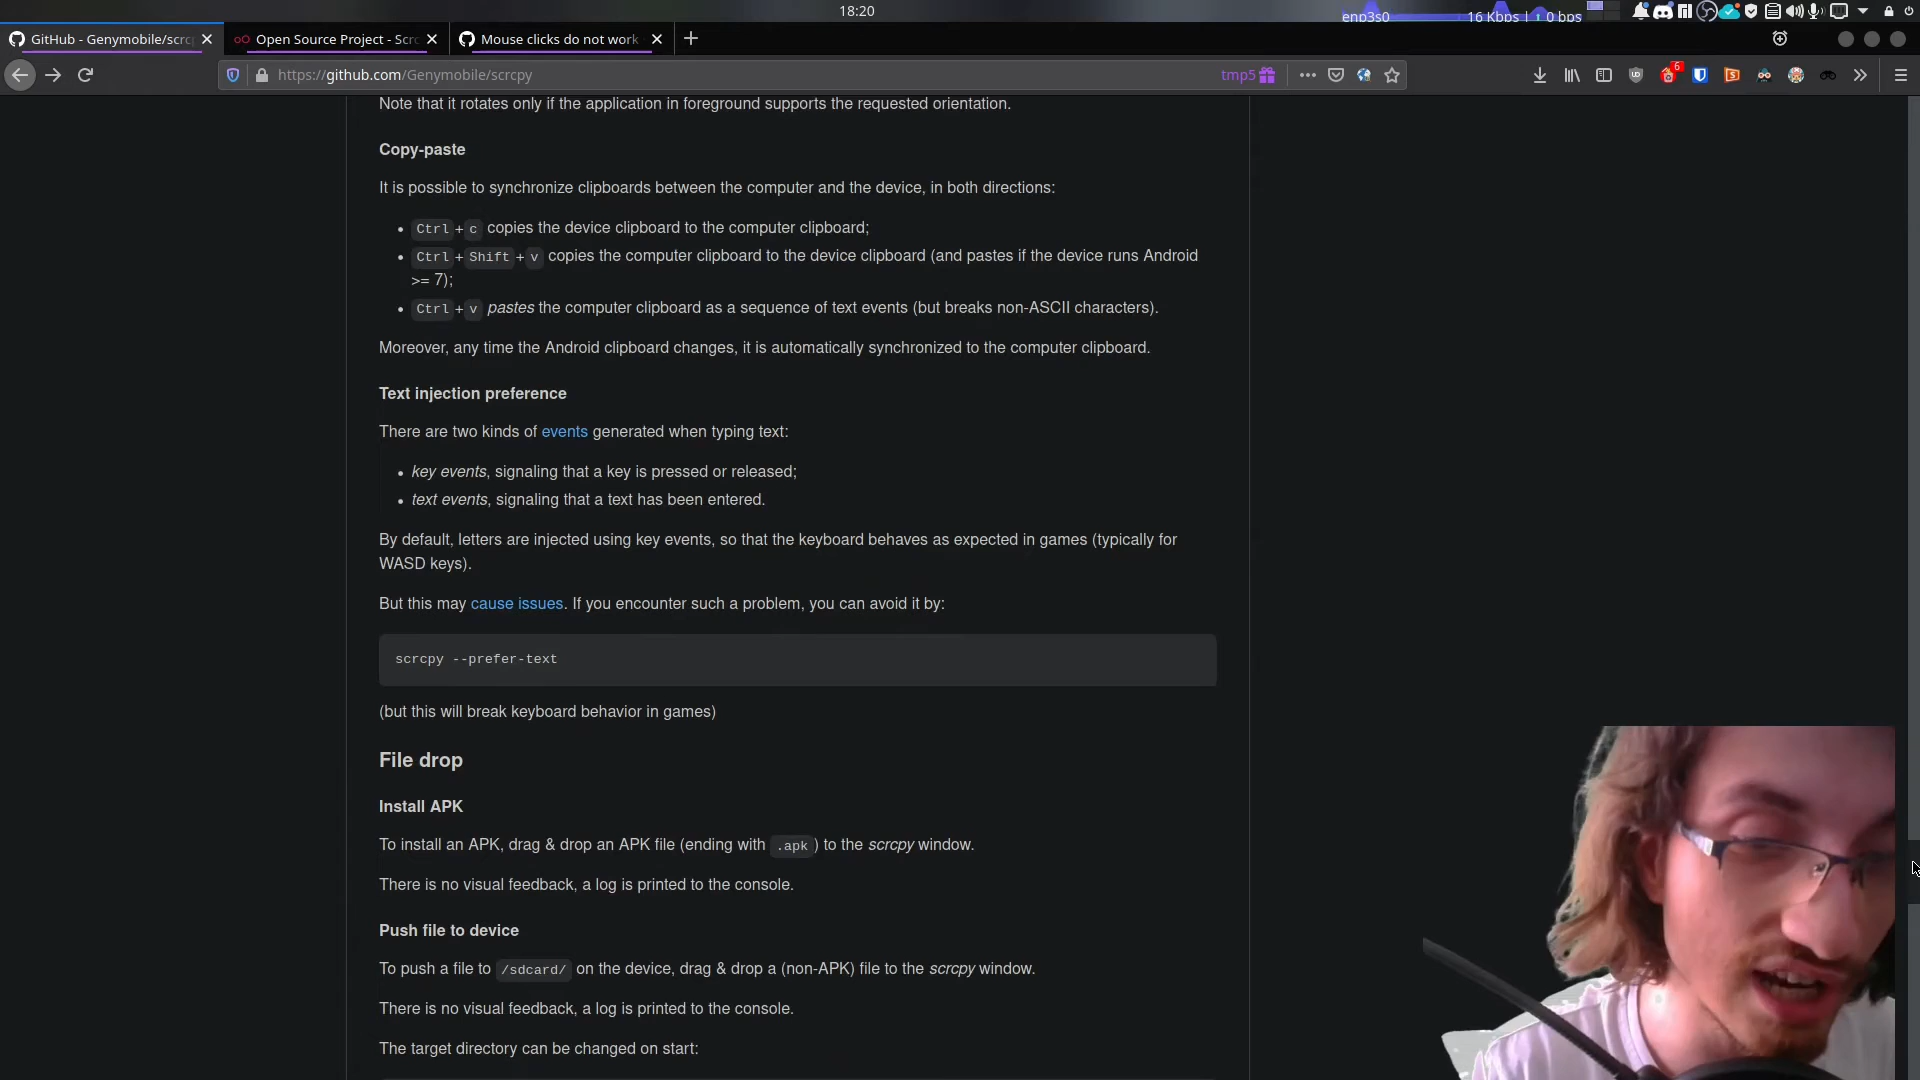 18:20
enp3s0 16 Kbps 0 bps
GitHub - Genymobile/scrc
Open Source Project - Scr
Mouse clicks do not work
https://github.com/Genymobile/scrcpy
tmp5
6
Note that it rotates only if the application in foreground supports the requested orientation.
Copy-paste
It is possible to synchronize clipboards between the computer and the device, in both directions:
• Ctrl + c copies the device clipboard to the computer clipboard;
• Ctrl + Shift + v copies the computer clipboard to the device clipboard (and pastes if the device runs Android
>= 7);
• Ctrl + v pastes the computer clipboard as a sequence of text events (but breaks non-ASCII characters).
Moreover, any time the Android clipboard changes, it is automatically synchronized to the computer clipboard.
Text injection preference
There are two kinds of events generated when typing text:
• key events, signaling that a key is pressed or released;
• text events, signaling that a text has been entered.
By default, letters are injected using key events, so that the keyboard behaves as expected in games (typically for
WASD keys).
But this may cause issues. If you encounter such a problem, you can avoid it by:
scrcpy --prefer-text
(but this will break keyboard behavior in games)
File drop
Install APK
To install an APK, drag & drop an APK file (ending with .apk ) to the scrcpy window.
There is no visual feedback, a log is printed to the console.
Push file to device
To push a file to /sdcard/ on the device, drag & drop a (non-APK) file to the scrcpy window.
There is no visual feedback, a log is printed to the console.
The target directory can be changed on start: